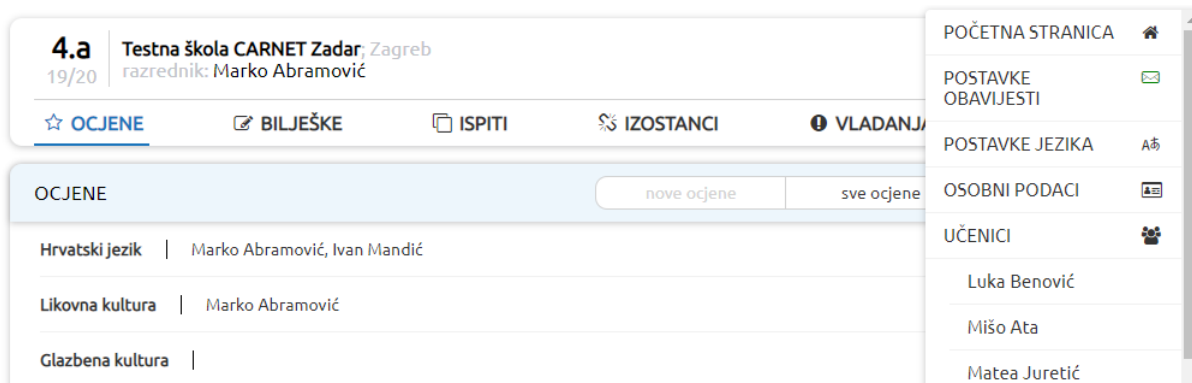 4.a
19/20
Testna škola CARNET Zadar; Zagreb
razrednik: Marko Abramović
OCJENE
BILJEŠKE
ISPITI
IZOSTANCI
VLADANJA
OCJENE
nove ocjene
sve ocjene
Hrvatski jezik | Marko Abramović, Ivan Mandić
Likovna kultura | Marko Abramović
Glazbena kultura |
POČETNA STRANICA
POSTAVKE
OBAVIJESTI
POSTAVKE JEZIKA
OSOBNI PODACI
UČENICI
Luka Benović
Mišo Ata
Matea Juretić